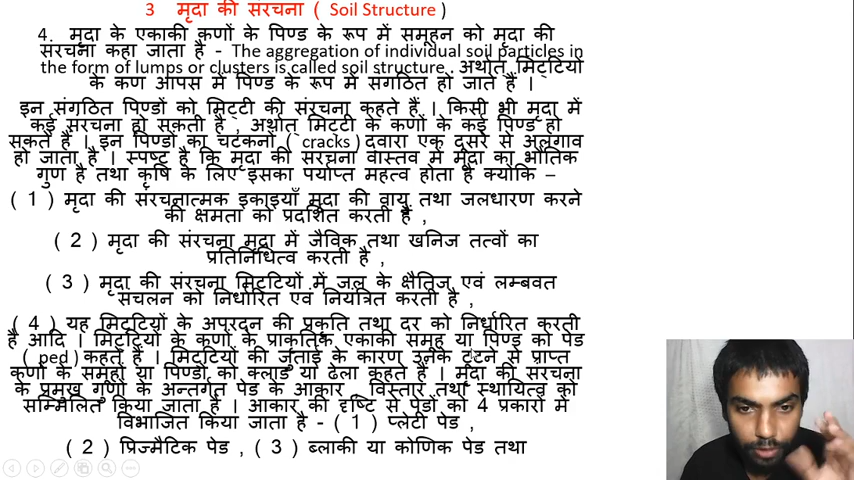 3 मृदा की संरचना ( Soil Structure )
4. मृदा के एकाकी कणों के पिण्ड के रूप में समूहन को मृदा की
संरचना कहा जाता है - The aggregation of individual soil particles in
the form of lumps or clusters is called soil structure . अर्थात् मिट्टियों
के कण आपस में पिण्ड के रूप में संगठित हो जाते हैं ।
इन संगठित पिण्डों को मिट्टी की संरचना कहते हैं । किसी भी मृदा में
कई संरचना हो सकती है , अर्थात मिटटी के कणों के कई पिण्ड हो
सकते हैं । इन पिण्डों का चटकनों ( cracks ) द्वारा एक दूसरे से अलगाव
हो जाता है । स्पष्ट है कि मृदा की संरचना वास्तव में मृदा का भौतिक
गुण है तथा कृषि के लिए इसका पर्याप्त महत्व होता है क्योंकि –
( 1 ) मृदा की संरचनात्मक इकाइयाँ मृदा की वायु तथा जलधारण करने
की क्षमता को प्रदर्शित करती हैं ,
( 2 ) मृदा की संरचना मृदा में जैविक तथा खनिज तत्वों का
प्रतिनिधित्व करती है ,
( 3 ) मृदा की संरचना मिट्टियों में जल के क्षैतिज एवं लम्बवत
संचलन को निर्धारित एवं नियंत्रित करती है ,
( 4 ) यह मिट्टियों के अपरदन की प्रकृति तथा दर को निर्धारित करती
है आदि । मिट्टियों के कणों के प्राकृतिक एकाकी समूह या पिण्ड को पेड
( ped ) कहते हैं । मिट्टियों की जुताई के कारण उनके टूटने से प्राप्त
कणों के समूहों या पिण्डों को क्लाड या ढेला कहते हैं । मृदा की संरचना
के प्रमुख गुणों के अन्तर्गत पेड के आकार , विस्तार तथा स्थायित्व को
सम्मिलित किया जाता है । आकार की दृष्टि से पेडों को 4 प्रकारों में
विभाजित किया जाता है - ( 1 ) प्लेटी पेड ,
( 2 ) प्रिज्मैटिक पेड , ( 3 ) ब्लाकी या कोणिक पेड तथा